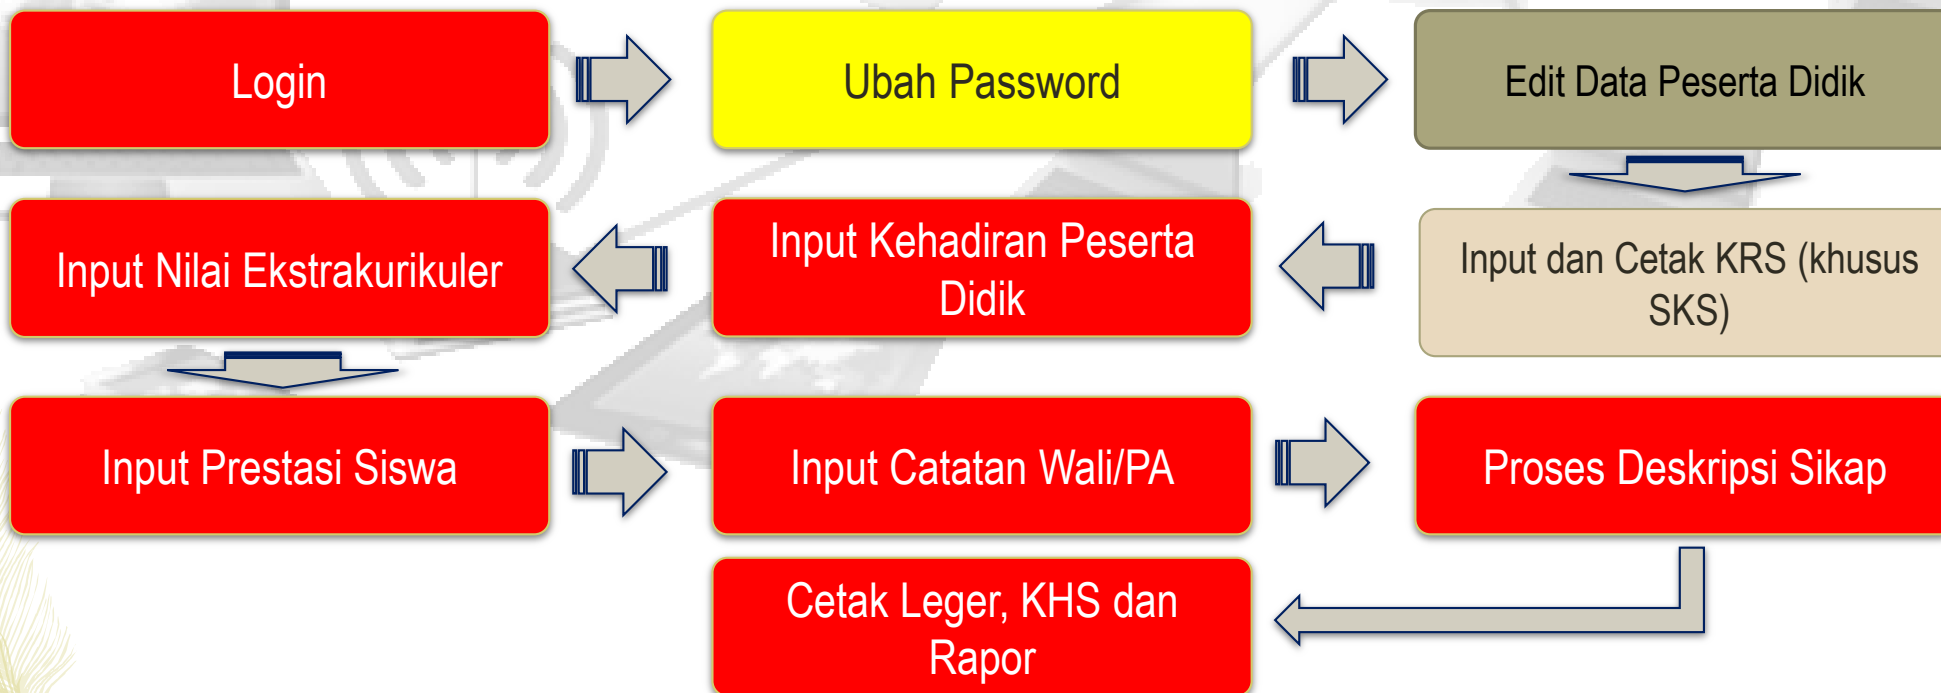 Login
Ubah Password
Edit Data Peserta Didik
Input Nilai Ekstrakurikuler
Input Kehadiran Peserta
Didik
Input dan Cetak KRS (khusus
SKS)
Input Prestasi Siswa
Input Catatan Wali/PA
Proses Deskripsi Sikap
Cetak Leger, KHS dan
Rapor